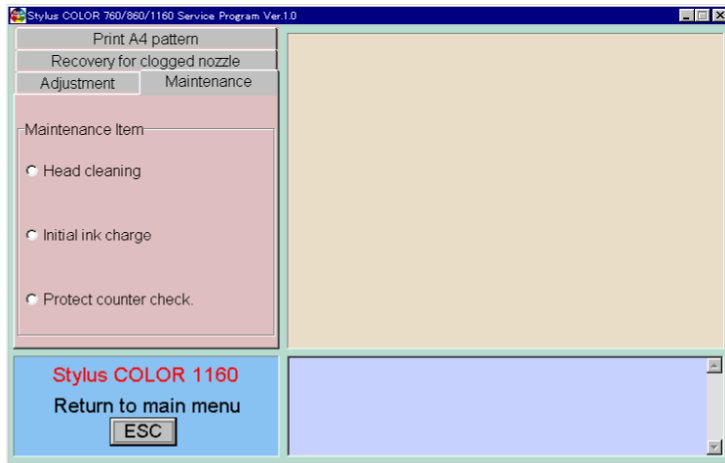 Stylus COLOR 760/860/1160 Service Program Ver.1.0
Print A4 pattern
Recovery for clogged nozzle
Adjustment Maintenance
Maintenance Item
Head cleaning
Initial ink charge
Protect counter check.
Stylus COLOR 1160
Return to main menu
ESC